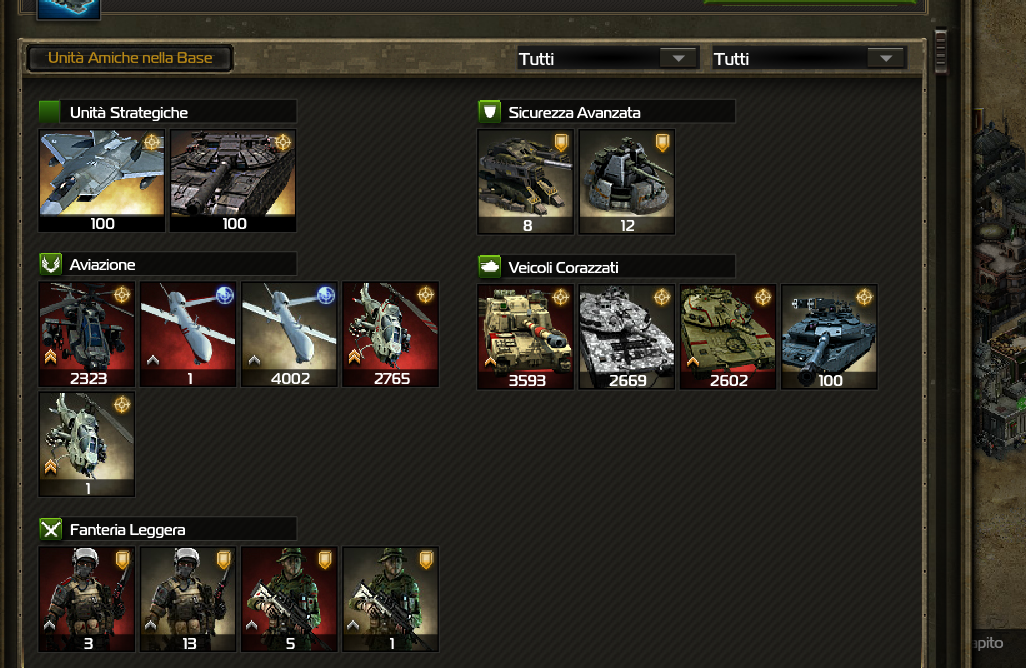 Unità Amiche nella Base
Tutti
Tutti
Unità Strategiche
100
100
Sicurezza Avanzata
8
12
Aviazione
2323
1
4002
2765
1
Veicoli Corazzati
3593
2669
2602
100
Fanteria Leggera
3
13
5
1
apito